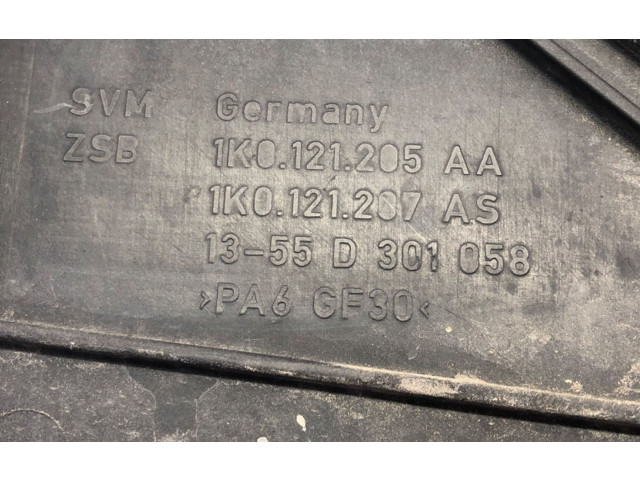 SVM Germany
ZSB 1K0.121.205 AA
1K0.121.207 AS
13-55 D 301 058
>PA6 GF30<